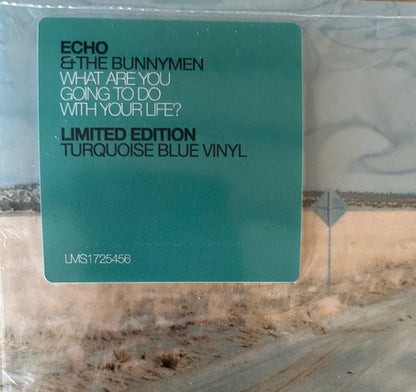 ECHO
& THE BUNNYMEN
WHAT ARE YOU
GOING TO DO
WITH YOUR LIFE?
LIMITED EDITION
TURQUOISE BLUE VINYL
LMS1725456